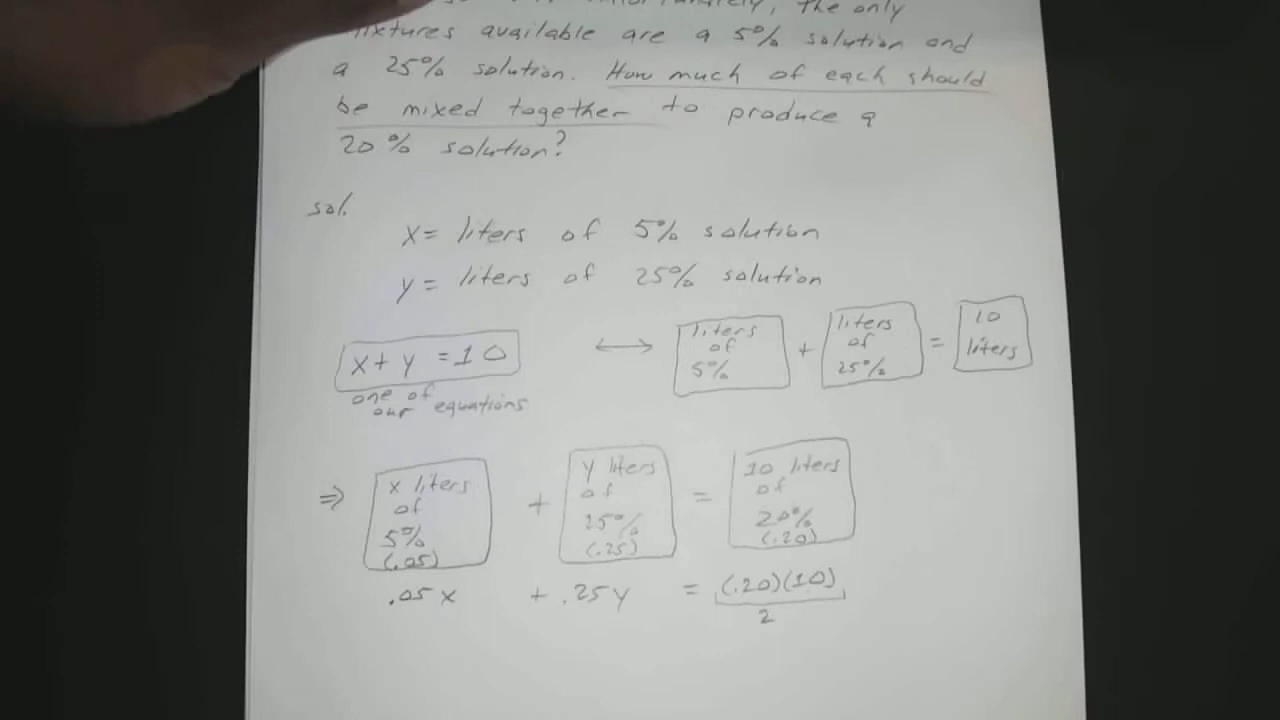 the only
available are a 5% solution and
a 25% solution. How much of each should
be mixed together to produce a
20% solution?
sol.
x = liters of 5% solution
y = liters of 25% solution
x + y = 10 ⟷ liters of 5% + liters of 25% = 10 liters
one of our equations
⇒ x liters of 5% (.05) + y liters of 25% (.25) = 10 liters of 20% (.20)
.05x + .25y = (.20)(10)
2